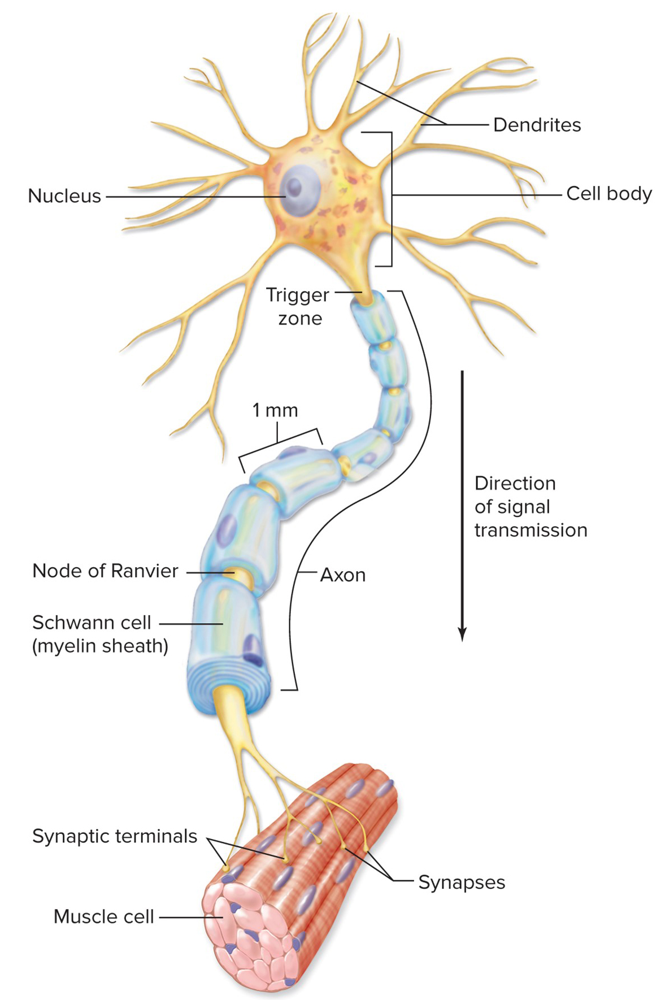 Dendrites
Nucleus
Cell body
Trigger
zone
1 mm
Direction
of signal
transmission
Node of Ranvier
Axon
Schwann cell
(myelin sheath)
Synaptic terminals
Synapses
Muscle cell